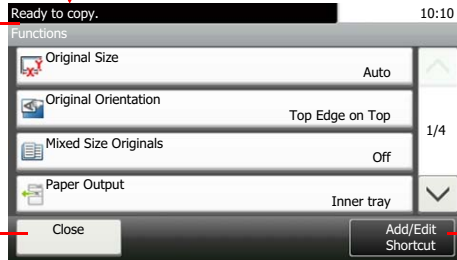 Ready to copy. 10:10
Functions
Original Size
Auto
Original Orientation
Top Edge on Top
1/4
Mixed Size Originals
Off
Paper Output
Inner tray
Close
Add/Edit
Shortcut